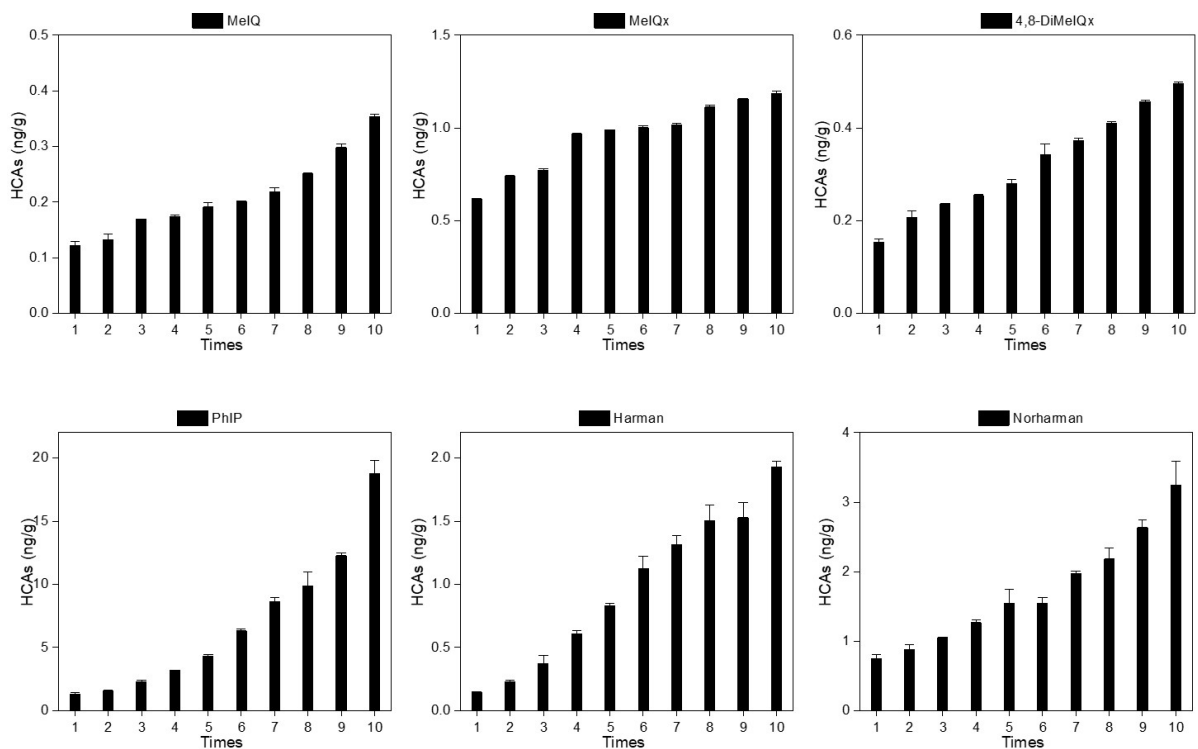 MeIQ
HCAs (ng/g)
0.5
0.4
0.3
0.2
0.1
0.0
1 2 3 4 5 6 7 8 9 10
Times
MeIQx
HCAs (ng/g)
1.5
1.0
0.5
0.0
1 2 3 4 5 6 7 8 9 10
Times
4,8-DiMeIQx
HCAs (ng/g)
0.6
0.4
0.2
0.0
1 2 3 4 5 6 7 8 9 10
Times
PhIP
HCAs (ng/g)
20
15
10
5
0
1 2 3 4 5 6 7 8 9 10
Times
Harman
HCAs (ng/g)
2.0
1.5
1.0
0.5
0.0
1 2 3 4 5 6 7 8 9 10
Times
Norharman
HCAs (ng/g)
4
3
2
1
0
1 2 3 4 5 6 7 8 9 10
Times